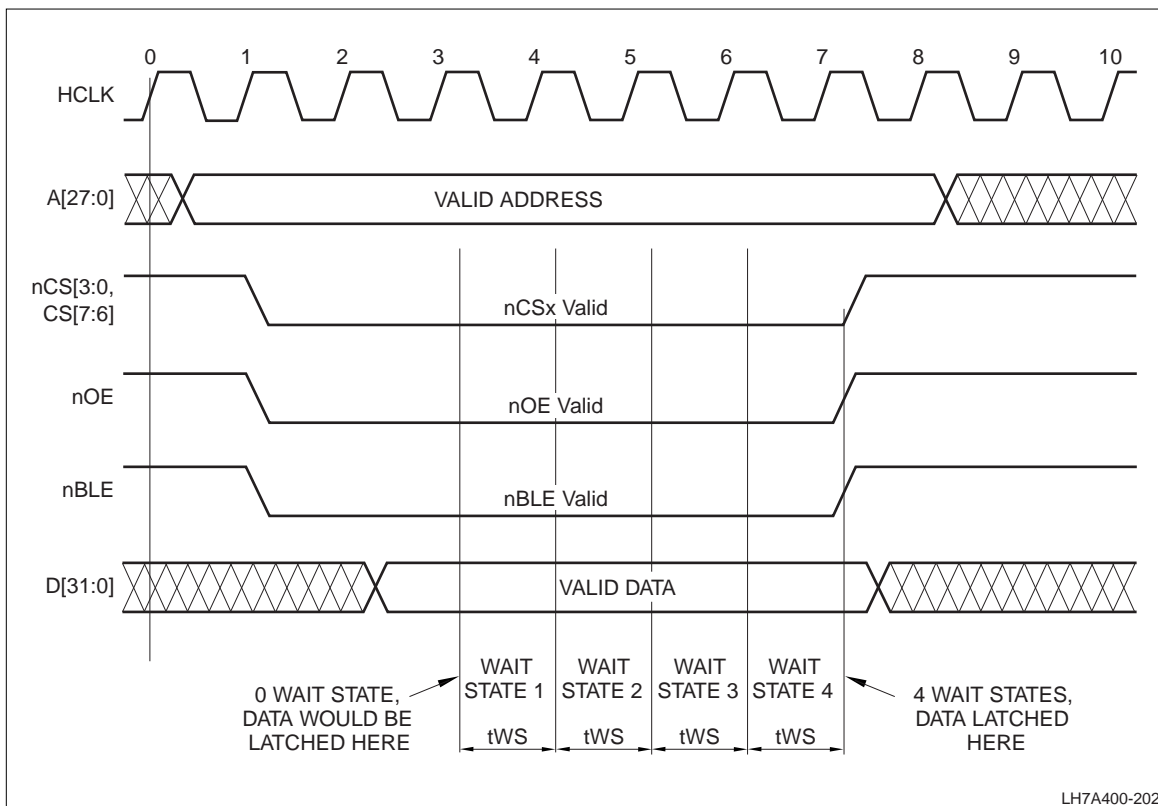 0 1 2 3 4 5 6 7 8 9 10
HCLK
A[27:0]
VALID ADDRESS
nCS[3:0,
CS[7:6]
nCSx Valid
nOE
nOE Valid
nBLE
nBLE Valid
D[31:0]
VALID DATA
0 WAIT STATE,
DATA WOULD BE
LATCHED HERE
WAIT
STATE 1
WAIT
STATE 2
WAIT
STATE 3
WAIT
STATE 4
tWS tWS tWS tWS
4 WAIT STATES,
DATA LATCHED
HERE
LH7A400-202